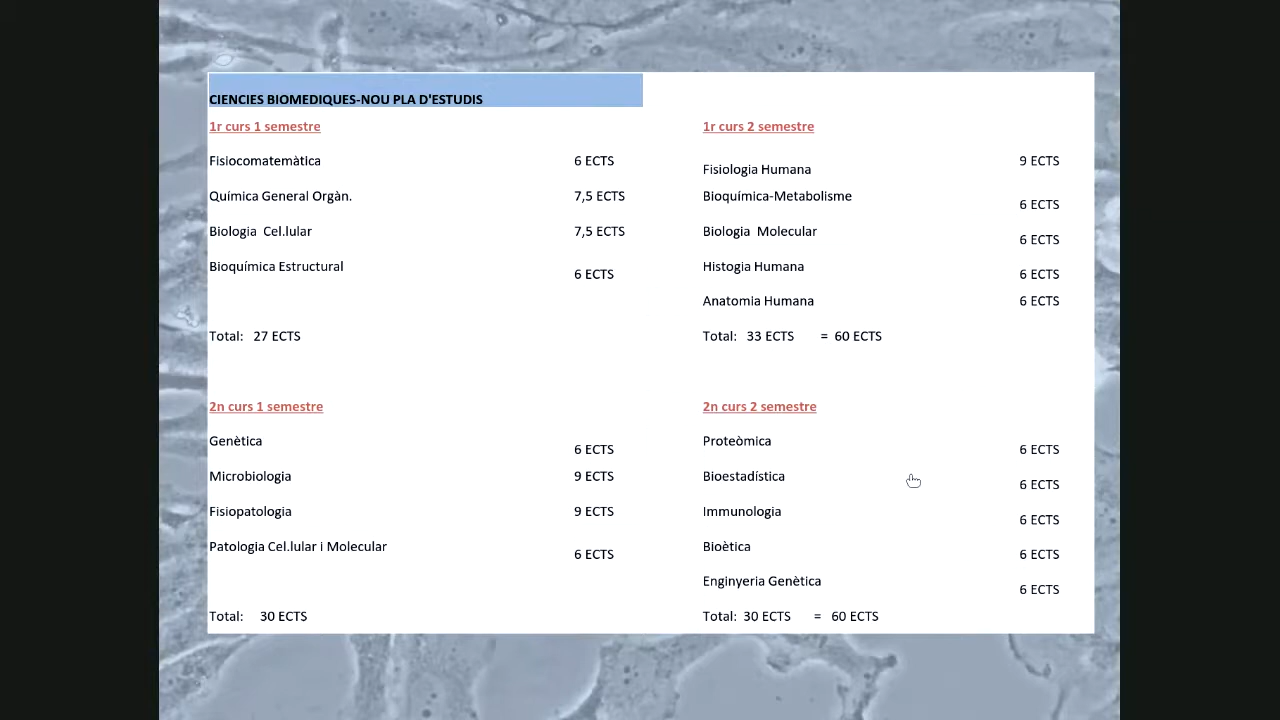 CIENCIES BIOMEDIQUES-NOU PLA D'ESTUDIS
1r curs 1 semestre
Fisiocomatemàtica 6 ECTS
Química General Orgàn. 7,5 ECTS
Biologia Cel.lular 7,5 ECTS
Bioquímica Estructural 6 ECTS
Total: 27 ECTS
1r curs 2 semestre
Fisiologia Humana 9 ECTS
Bioquímica-Metabolisme 6 ECTS
Biologia Molecular 6 ECTS
Histogia Humana 6 ECTS
Anatomia Humana 6 ECTS
Total: 33 ECTS = 60 ECTS
2n curs 1 semestre
Genètica 6 ECTS
Microbiologia 9 ECTS
Fisiopatologia 9 ECTS
Patologia Cel.lular i Molecular 6 ECTS
Total: 30 ECTS
2n curs 2 semestre
Proteòmica 6 ECTS
Bioestadística 6 ECTS
Immunologia 6 ECTS
Bioètica 6 ECTS
Enginyeria Genètica 6 ECTS
Total: 30 ECTS = 60 ECTS